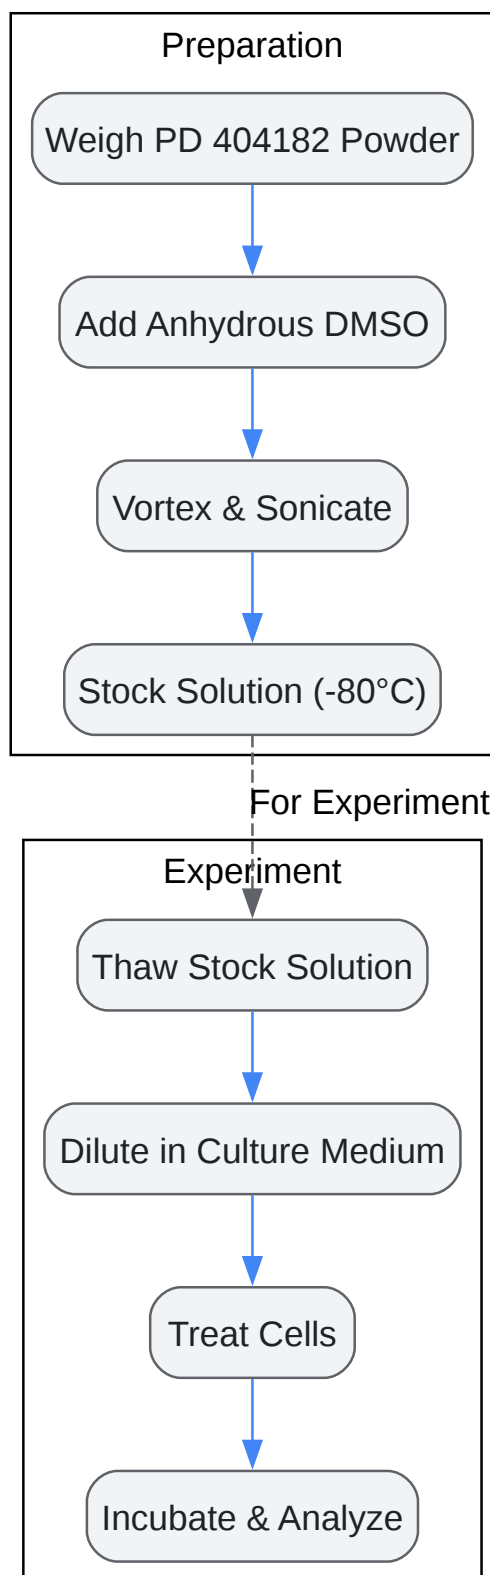 Preparation
Weigh PD 404182 Powder
Add Anhydrous DMSO
Vortex & Sonicate
Stock Solution (-80°C)
For Experiment
Experiment
Thaw Stock Solution
Dilute in Culture Medium
Treat Cells
Incubate & Analyze